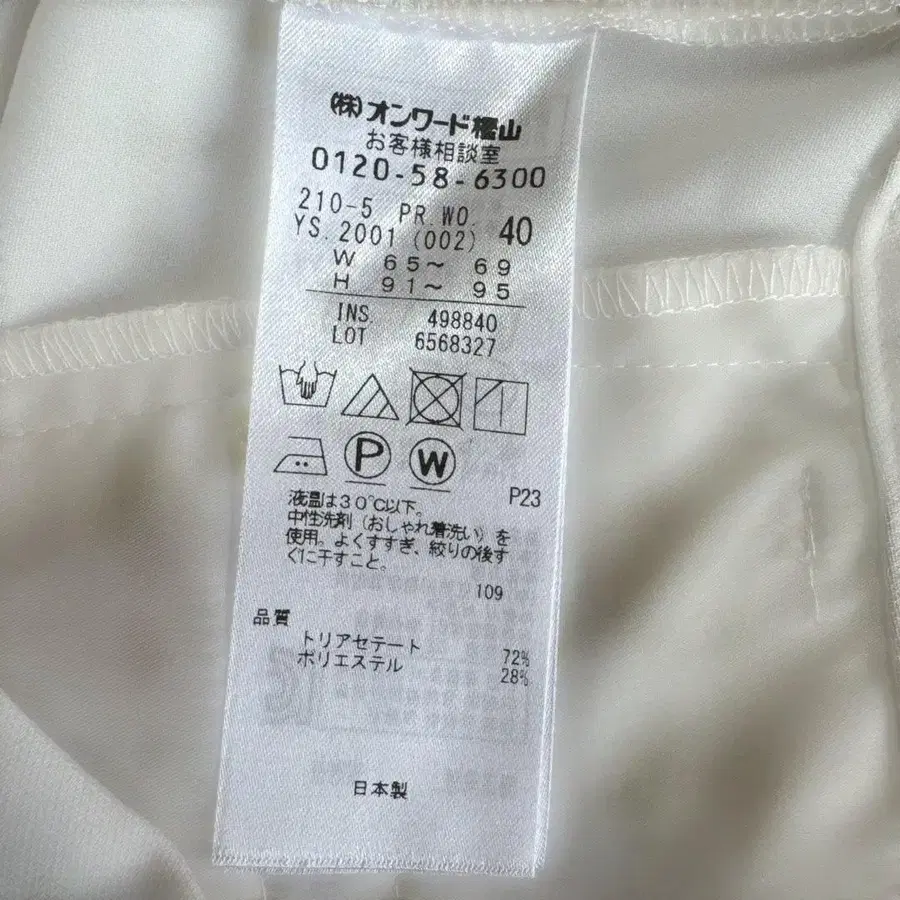 (株)オンワード樫山
お客様相談室
0120-58-6300
210-5 PR WO. 40
YS. 2001 (002)
W 65~ 69
H 91~ 95
INS 498840
LOT 6568327
P W
P23
液温は30℃以下。
中性洗剤(おしゃれ着洗い)を
使用。よくすすぎ、絞りの後す
ぐに干すこと。
109
品質
トリアセテート 72%
ポリエステル 28%
日本製